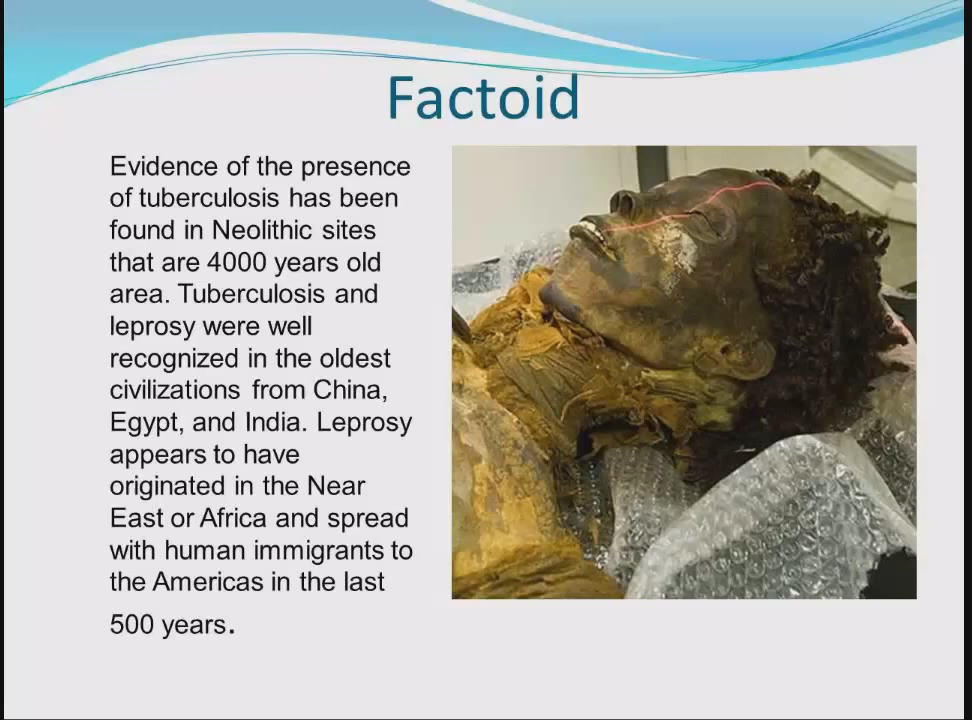 Factoid
Evidence of the presence
of tuberculosis has been
found in Neolithic sites
that are 4000 years old
area. Tuberculosis and
leprosy were well
recognized in the oldest
civilizations from China,
Egypt, and India. Leprosy
appears to have
originated in the Near
East or Africa and spread
with human immigrants to
the Americas in the last
500 years.